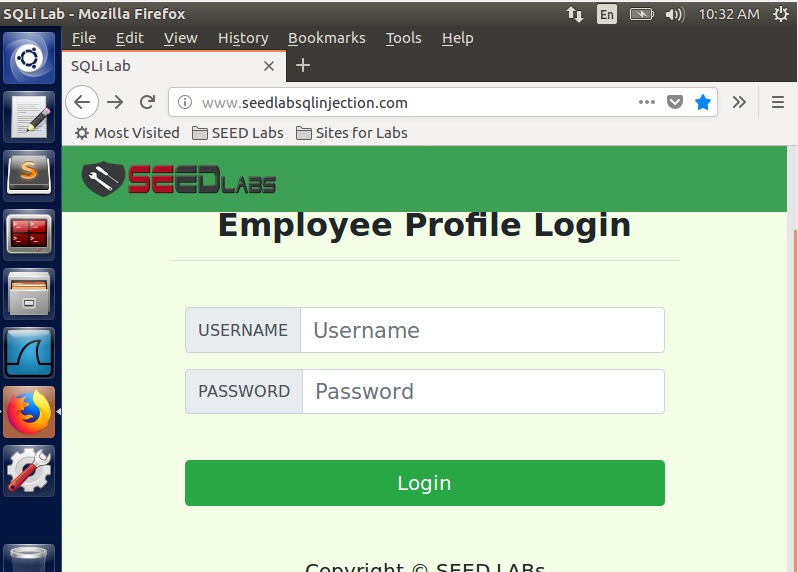 SQLi Lab - Mozilla Firefox
En
10:32 AM
File Edit View History Bookmarks Tools Help
SQLi Lab
www.seedlabsqlinjection.com
Most Visited SEED Labs Sites for Labs
SEEDLABS
Employee Profile Login
USERNAME Username
PASSWORD Password
Login
Copyright © SEED LABs